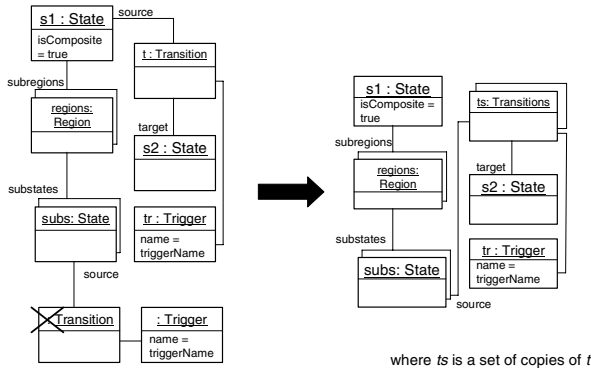 s1 : State
source
isComposite
= true
t : Transition
subregions
regions:
Region
target
s2 : State
substates
subs: State
tr : Trigger
name =
triggerName
source
: Transition
: Trigger
name =
triggerName
s1 : State
isComposite =
true
ts: Transitions
subregions
regions:
Region
target
s2 : State
substates
subs: State
tr : Trigger
name =
triggerName
source
where ts is a set of copies of t